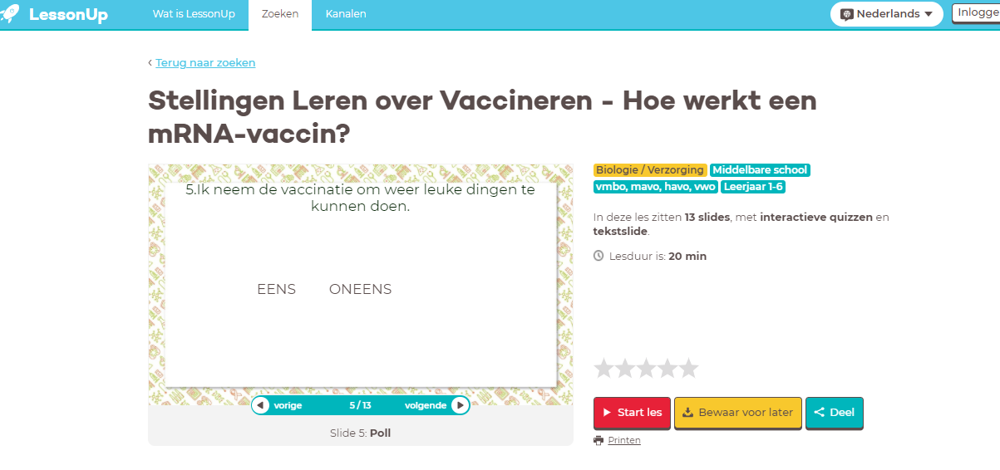 LessonUp
Wat is LessonUp
Zoeken
Kanalen
Nederlands
Inlogge
‹ Terug naar zoeken
Stellingen Leren over Vaccineren - Hoe werkt een
mRNA-vaccin?
5.Ik neem de vaccinatie om weer leuke dingen te
kunnen doen.
EENS ONEENS
vorige 5 / 13 volgende
Slide 5: Poll
Biologie / Verzorging Middelbare school
vmbo, mavo, havo, vwo Leerjaar 1-6
In deze les zitten 13 slides, met interactieve quizzen en
tekstslide.
Lesduur is: 20 min
Start les
Bewaar voor later
Deel
Printen